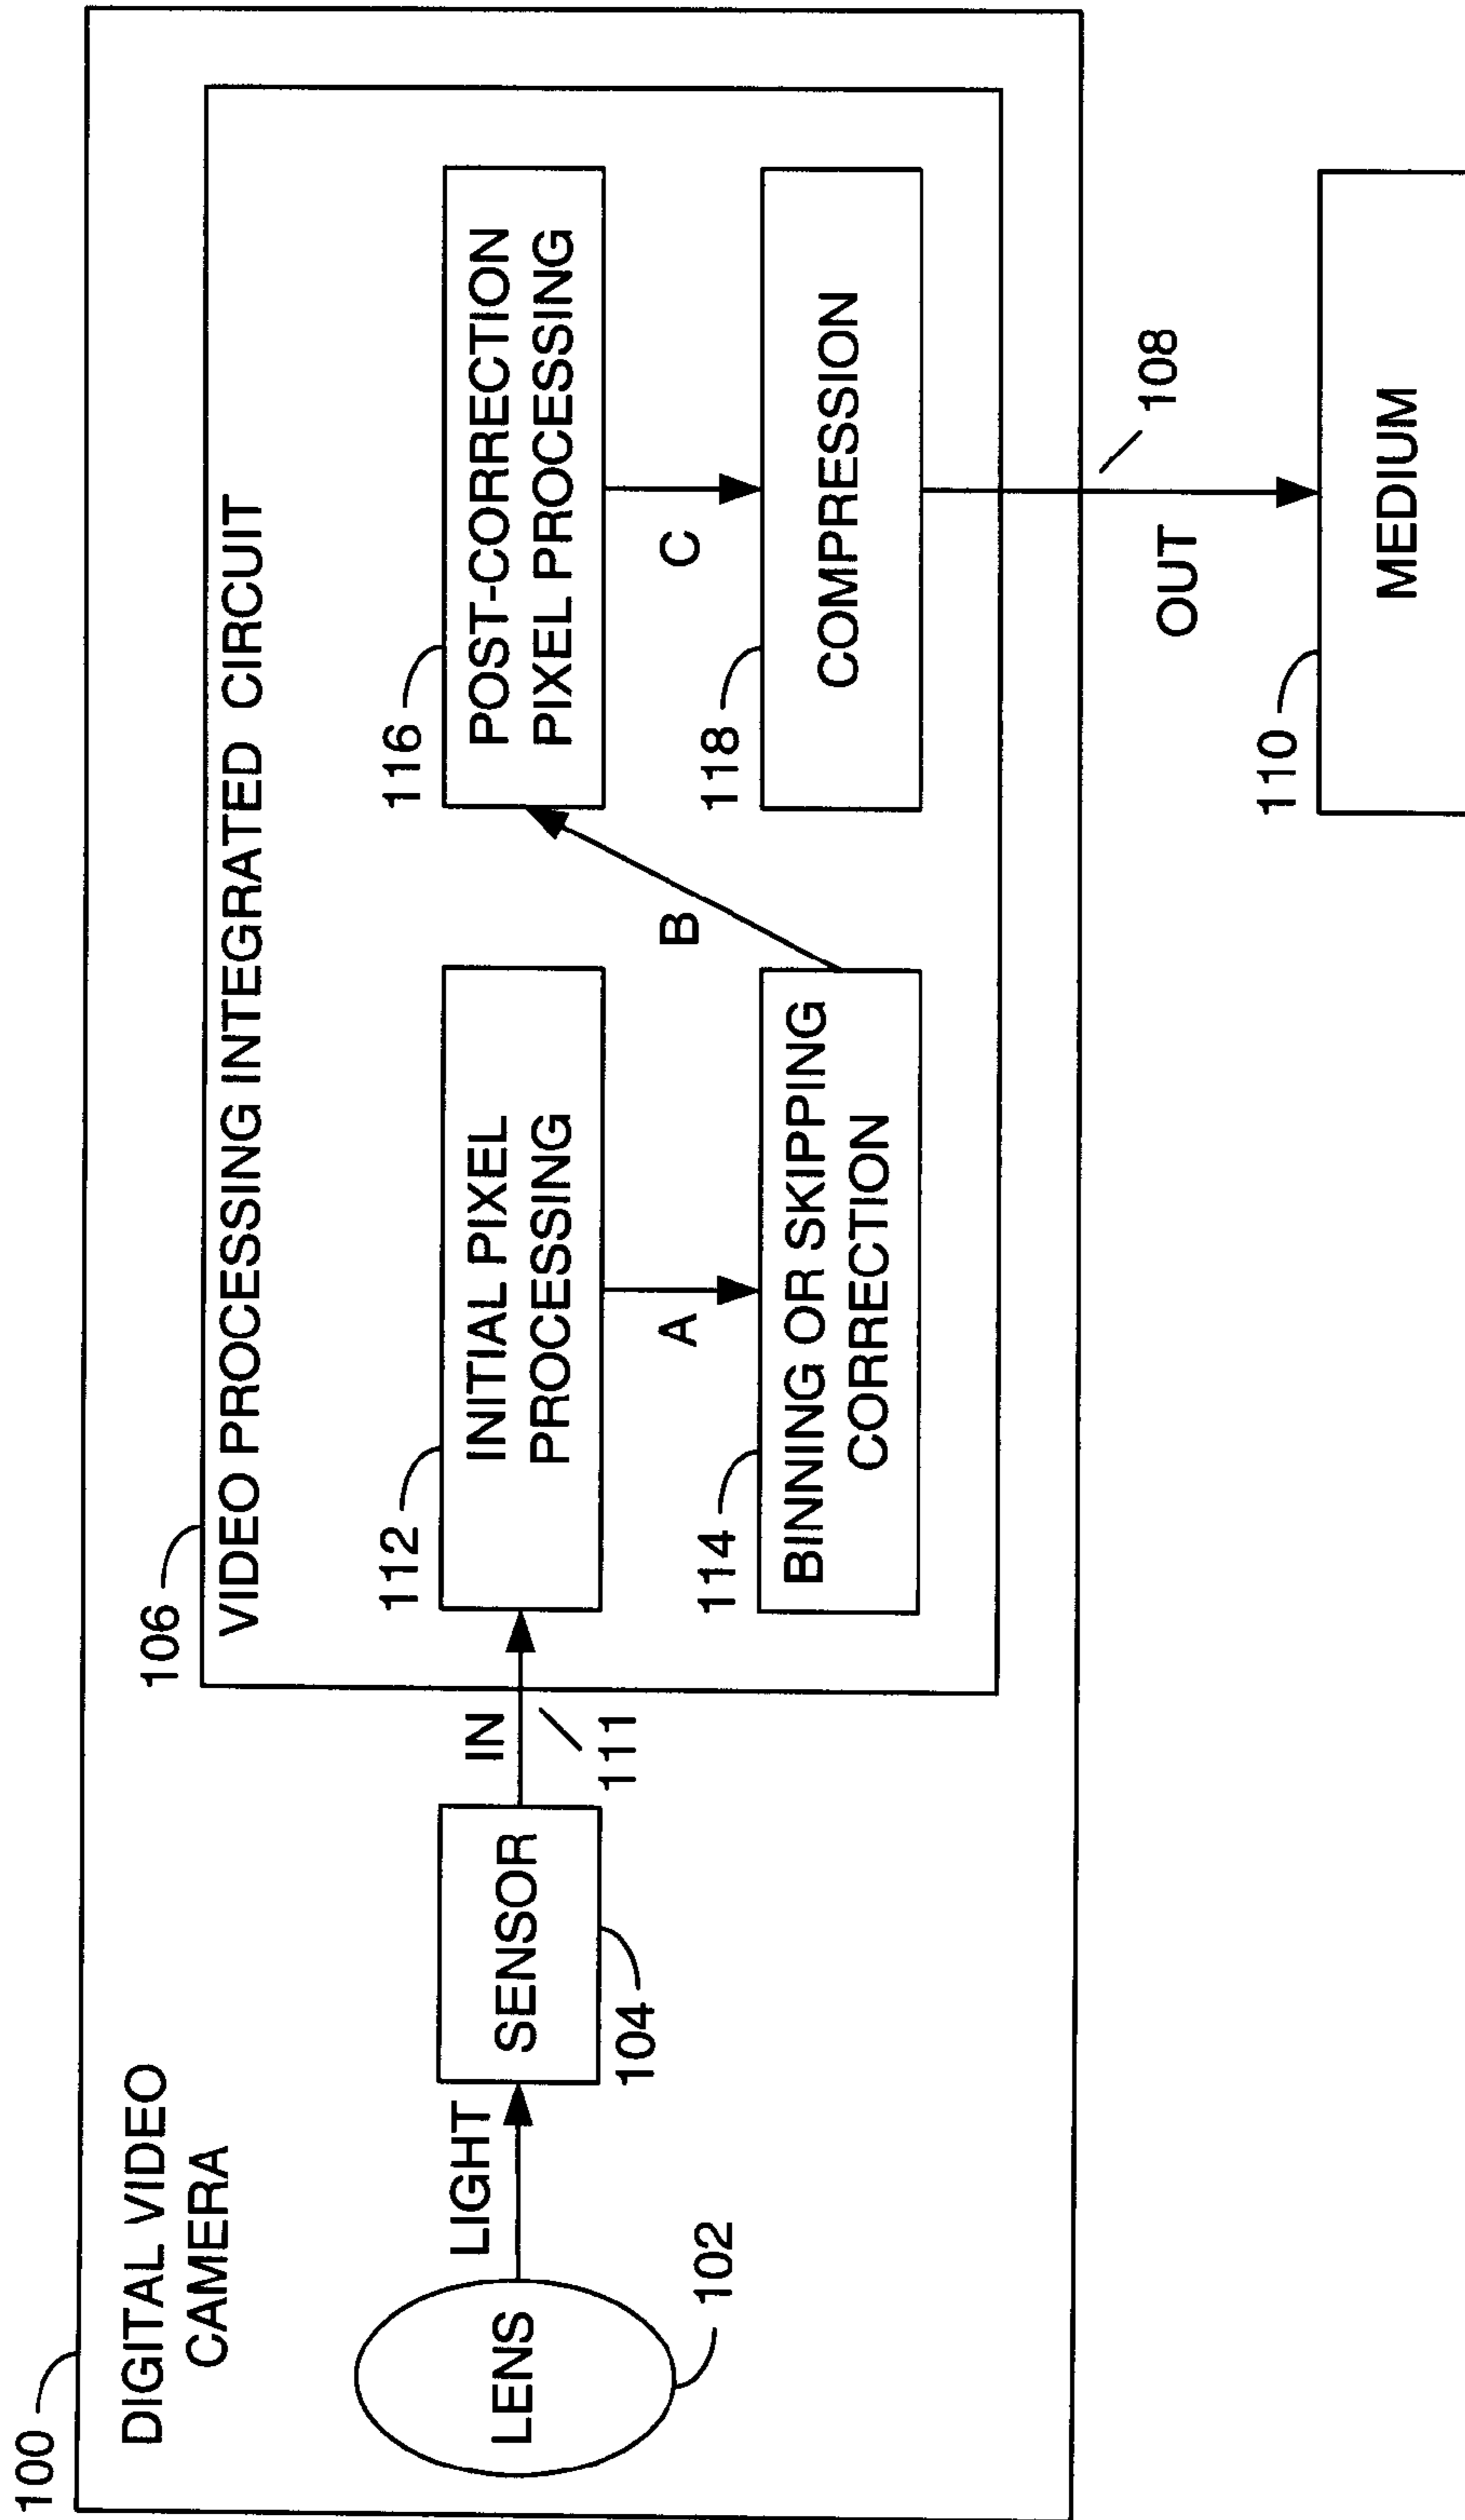 100
DIGITAL VIDEO
CAMERA
106
VIDEO PROCESSING INTEGRATED CIRCUIT
LENS
102
LIGHT
SENSOR
104
IN
111
112
INITIAL PIXEL
PROCESSING
A
114
BINNING OR SKIPPING
CORRECTION
B
116
POST-CORRECTION
PIXEL PROCESSING
C
118
COMPRESSION
OUT
108
110
MEDIUM